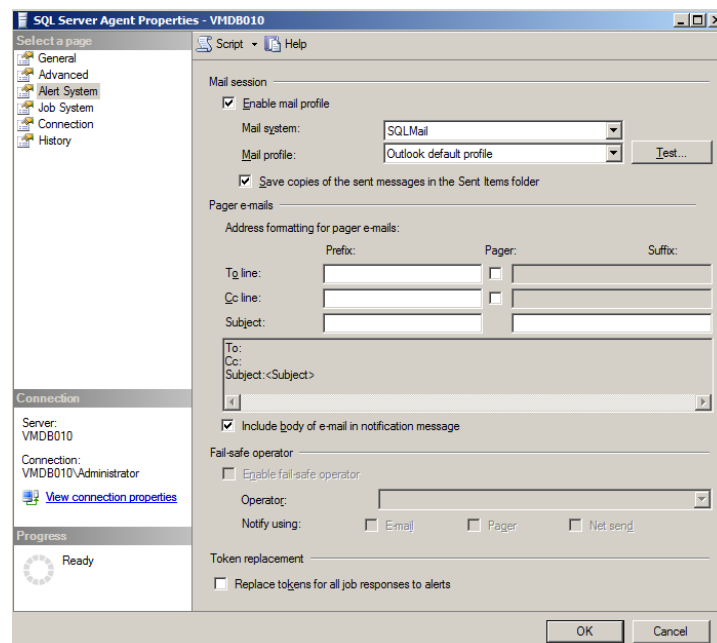 SQL Server Agent Properties - VMDB010
Select a page
General
Advanced
Alert System
Job System
Connection
History
Script
Help
Mail session
Enable mail profile
Mail system:
SQLMail
Mail profile:
Outlook default profile
Test...
Save copies of the sent messages in the Sent Items folder
Pager e-mails
Address formatting for pager e-mails:
Prefix: Pager: Suffix:
To line:
Cc line:
Subject:
To:
Cc:
Subject:<Subject>
Include body of e-mail in notification message
Fail-safe operator
Enable fail-safe operator
Operator:
Notify using: E-mail Pager Net send
Token replacement
Replace tokens for all job responses to alerts
Connection
Server:
VMDB010
Connection:
VMDB010\Administrator
View connection properties
Progress
Ready
OK Cancel